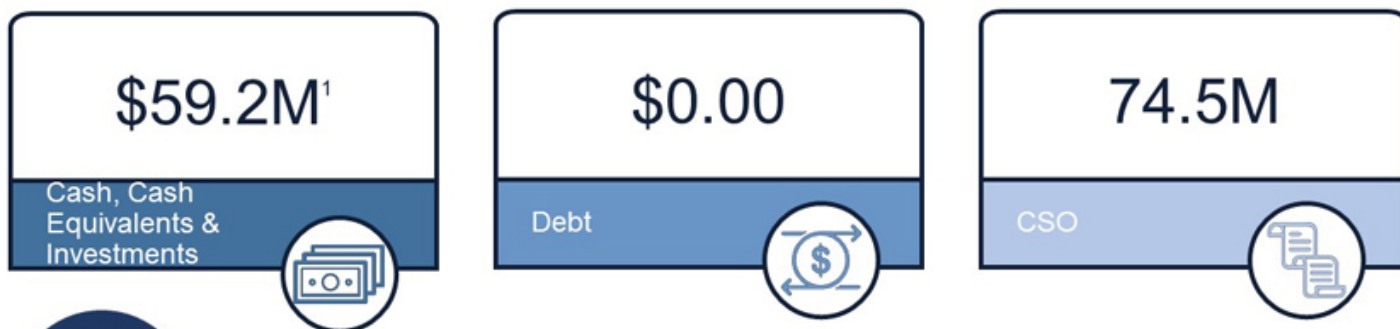 $59.2M¹
Cash, Cash
Equivalents &
Investments
$0.00
Debt
$
74.5M
CSO